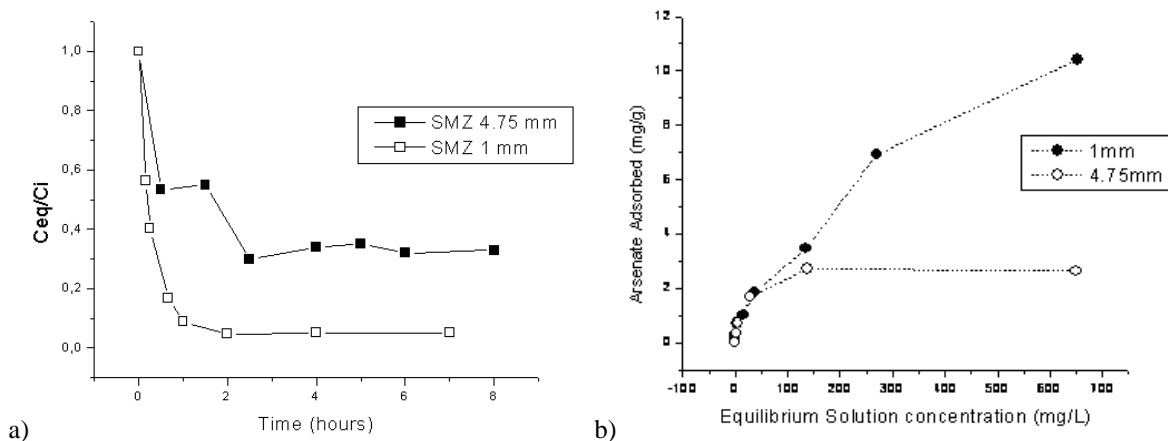 1,0
0,8
0,6
0,4
0,2
0,0
Ceq/Ci
SMZ 4.75 mm
SMZ 1 mm
0 2 4 6 8
Time (hours)
a)
12
10
8
6
4
2
0
Arsenate Adsorbed (mg/g)
1mm
4.75mm
-100 0 100 200 300 400 500 600 700
Equilibrium Solution concentration (mg/L)
b)